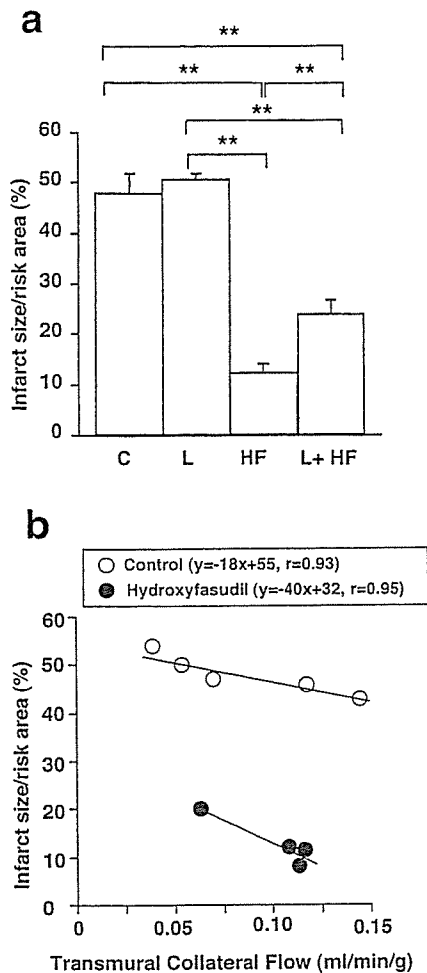 a
**
** **
**
**
Infarct size/risk area (%)
60
50
40
30
20
10
0
C L HF L+ HF
b
Control (y=-18x+55, r=0.93)
Hydroxyfasudil (y=-40x+32, r=0.95)
Infarct size/risk area (%)
60
50
40
30
20
10
0
0 0.05 0.10 0.15
Transmural Collateral Flow (ml/min/g)